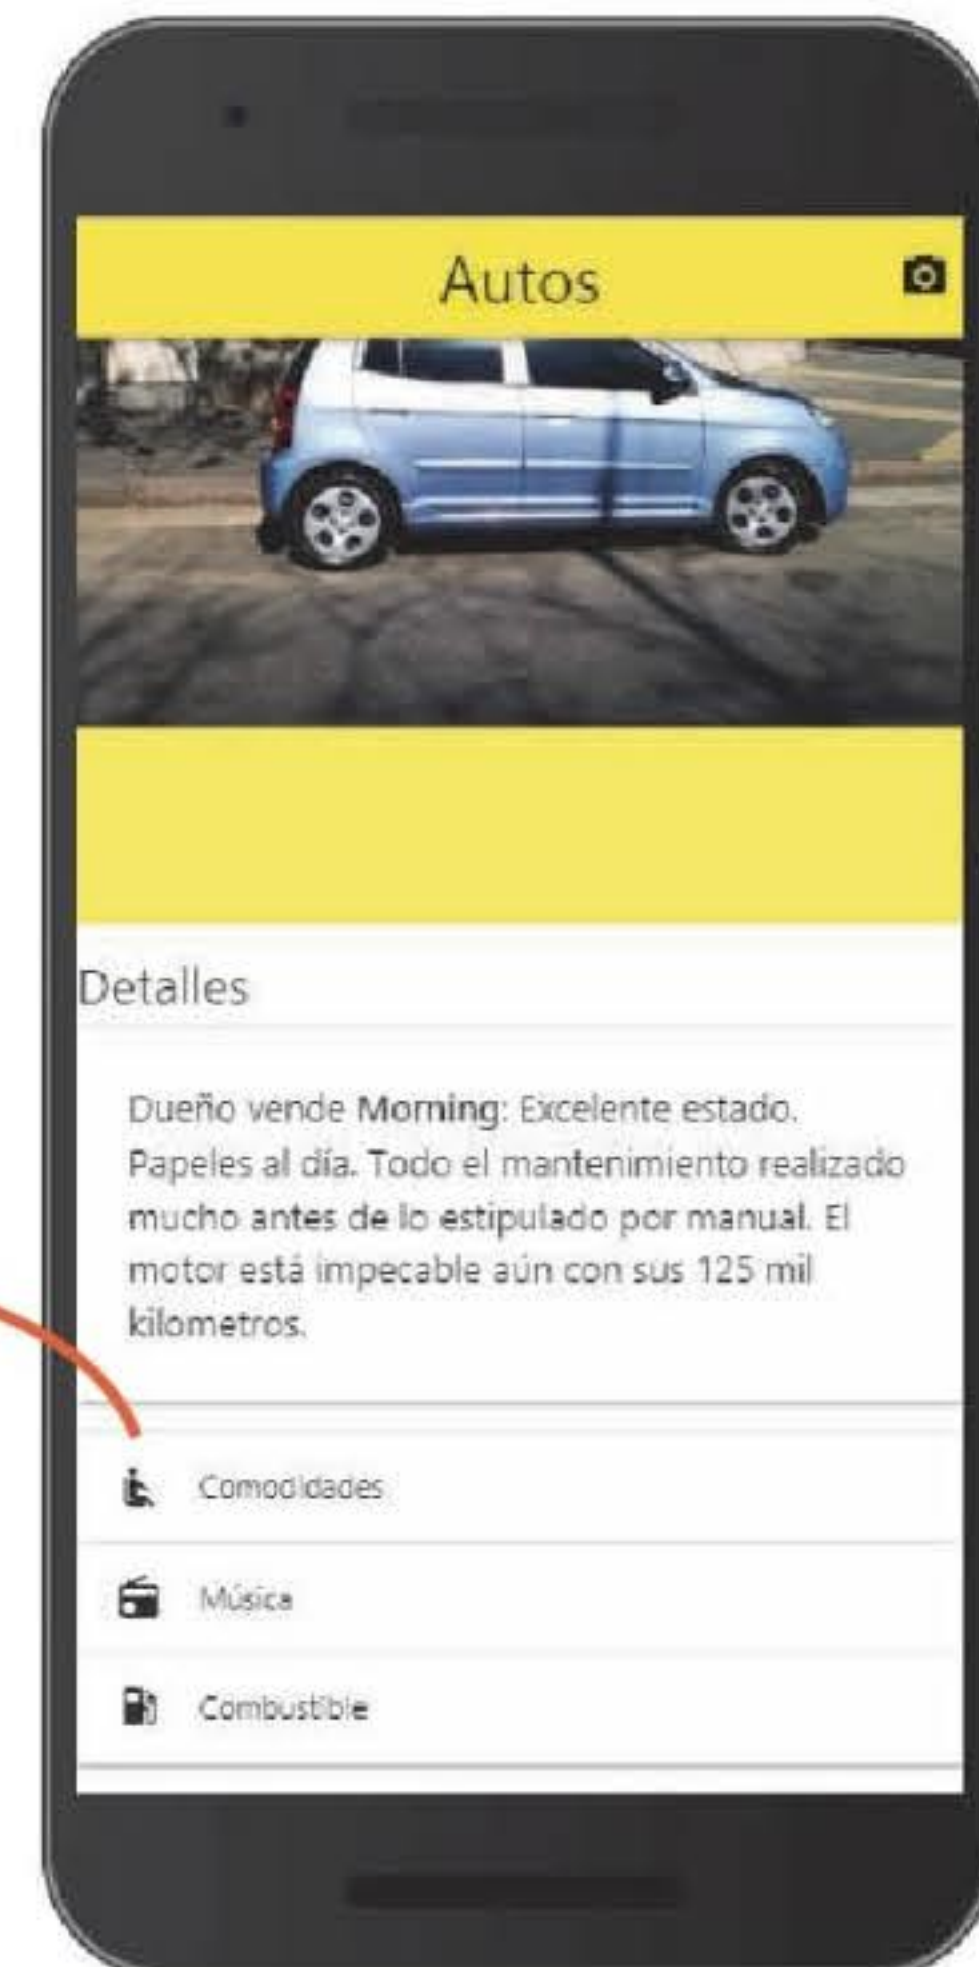 Autos
Detalles
Dueño vende Morning: Excelente estado.
Papeles al día. Todo el mantenimiento realizado
mucho antes de lo estipulado por manual. El
motor está impecable aún con sus 125 mil
kilometros.
Comodidades
Música
Combustible